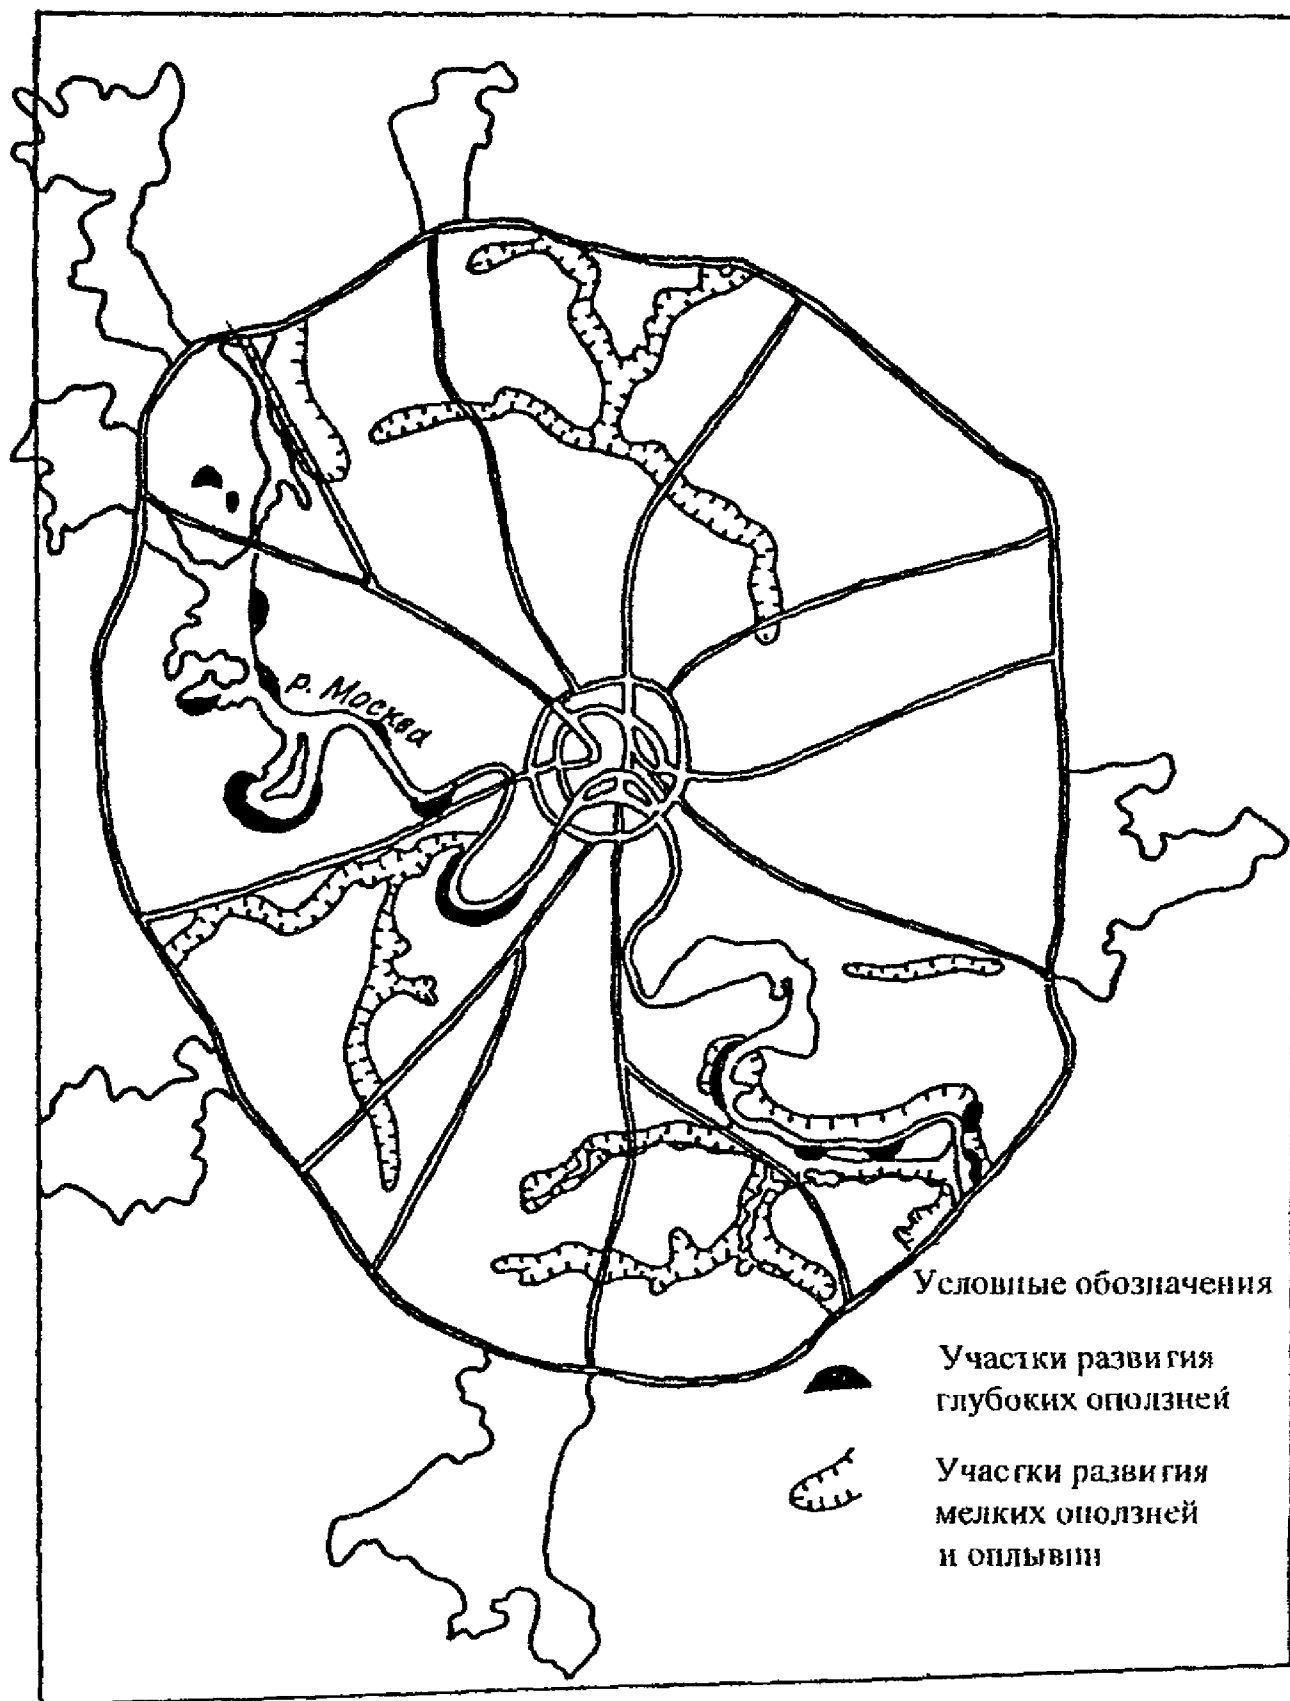 р. Москва
Условные обозначения
Участки развития
глубоких оползней
Участки развития
мелких оползней
и оплывин